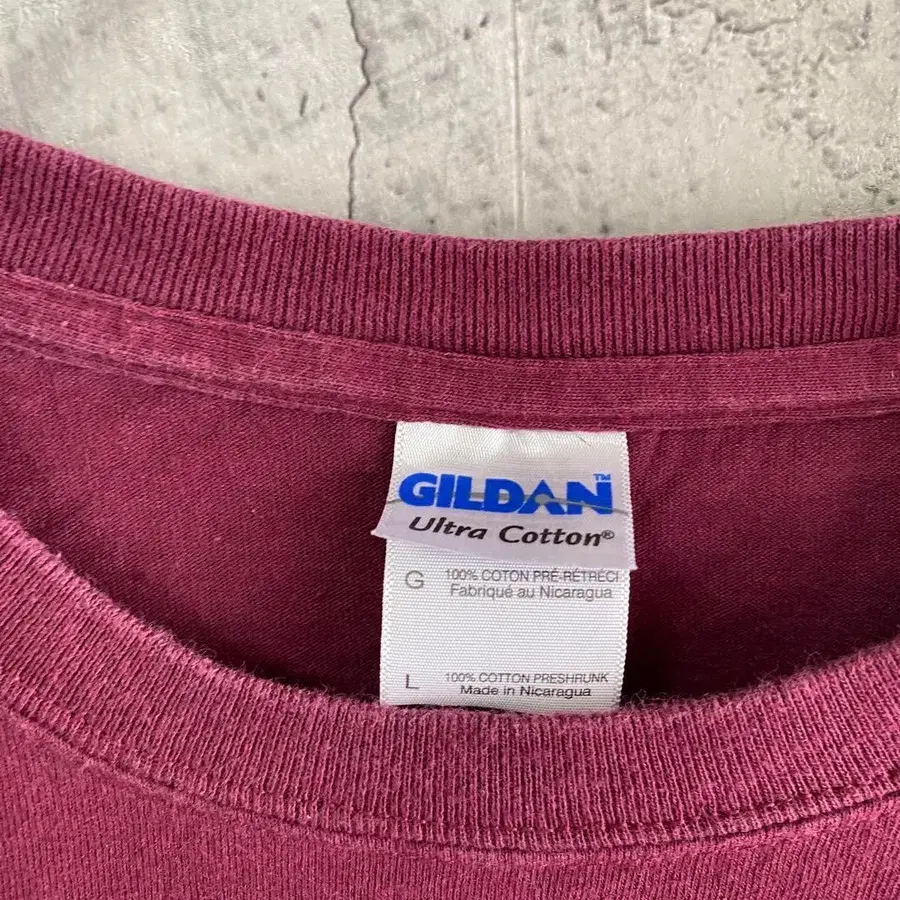 GILDAN™
Ultra Cotton®
G 100% COTON PRÉ-RÉTRÉCI
Fabriqué au Nicaragua
L 100% COTTON PRESHRUNK
Made in Nicaragua